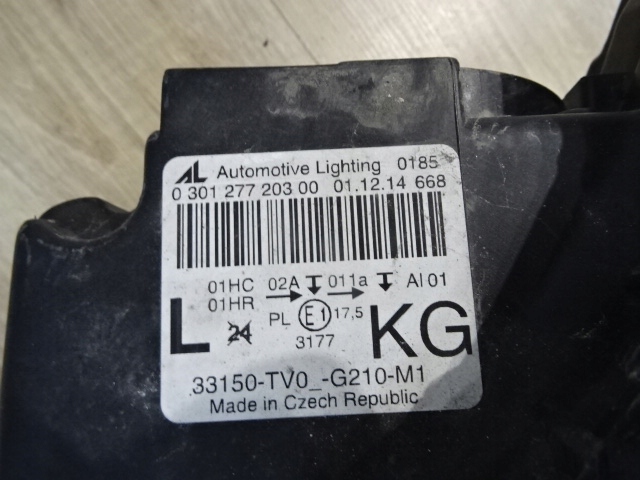 AL Automotive Lighting 0185
0 301 277 203 00 01.12.14 668
01HC 02A 011a AI 01
01HR
L 24 PL E1 17,5 KG
3177
33150-TV0_-G210-M1
Made in Czech Republic